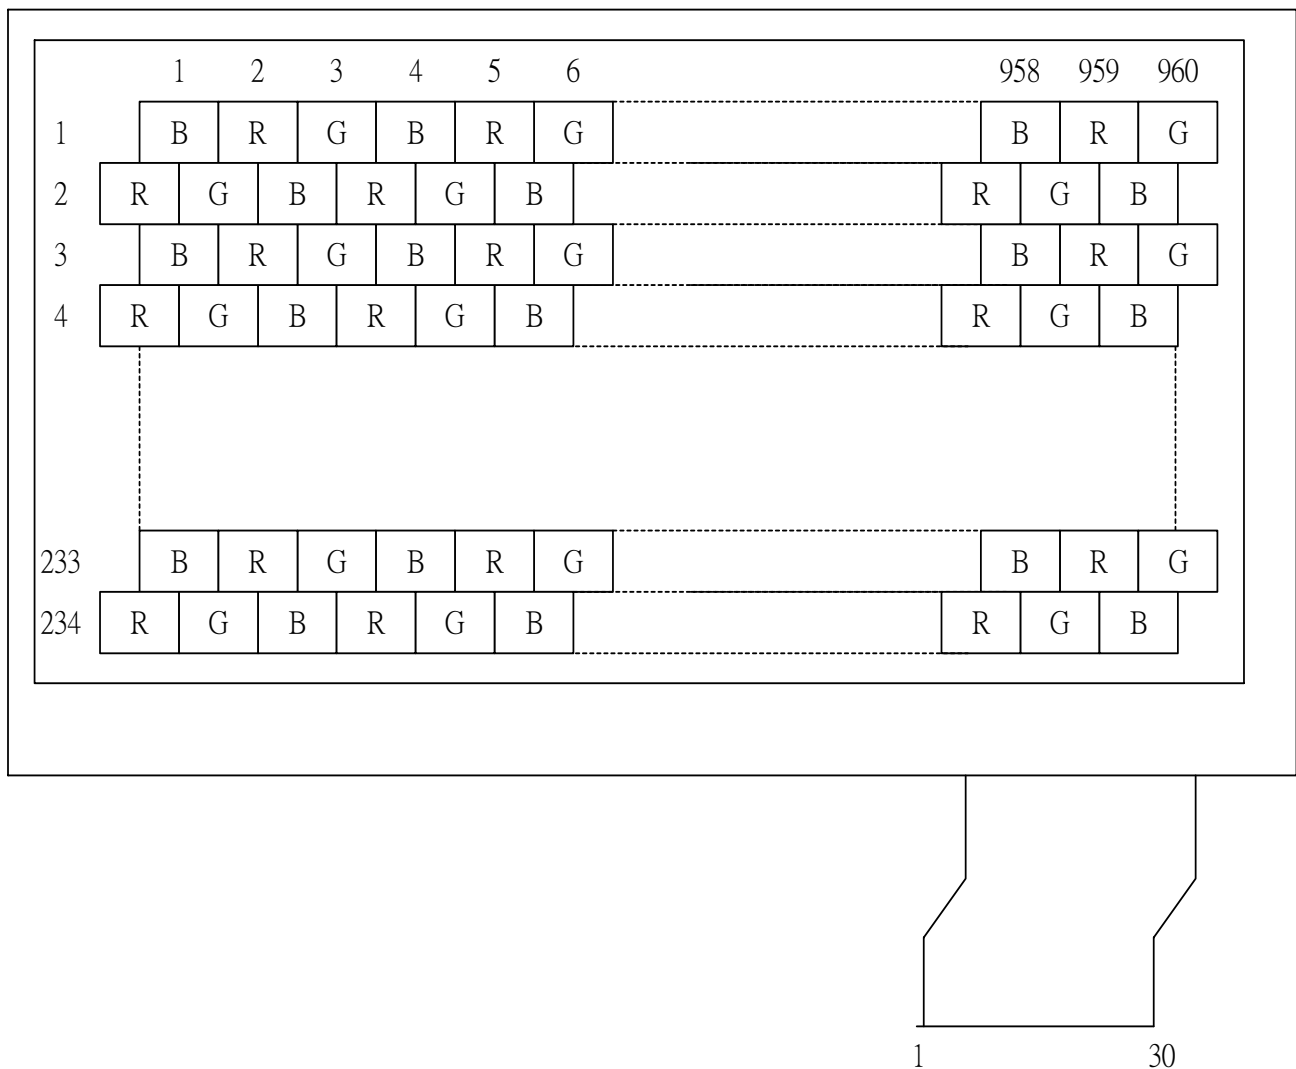 1 2 3 4 5 6 958 959 960
1 B R G B R G B R G
2 R G B R G B R G B
3 B R G B R G B R G
4 R G B R G B R G B
233 B R G B R G B R G
234 R G B R G B R G B
1 30